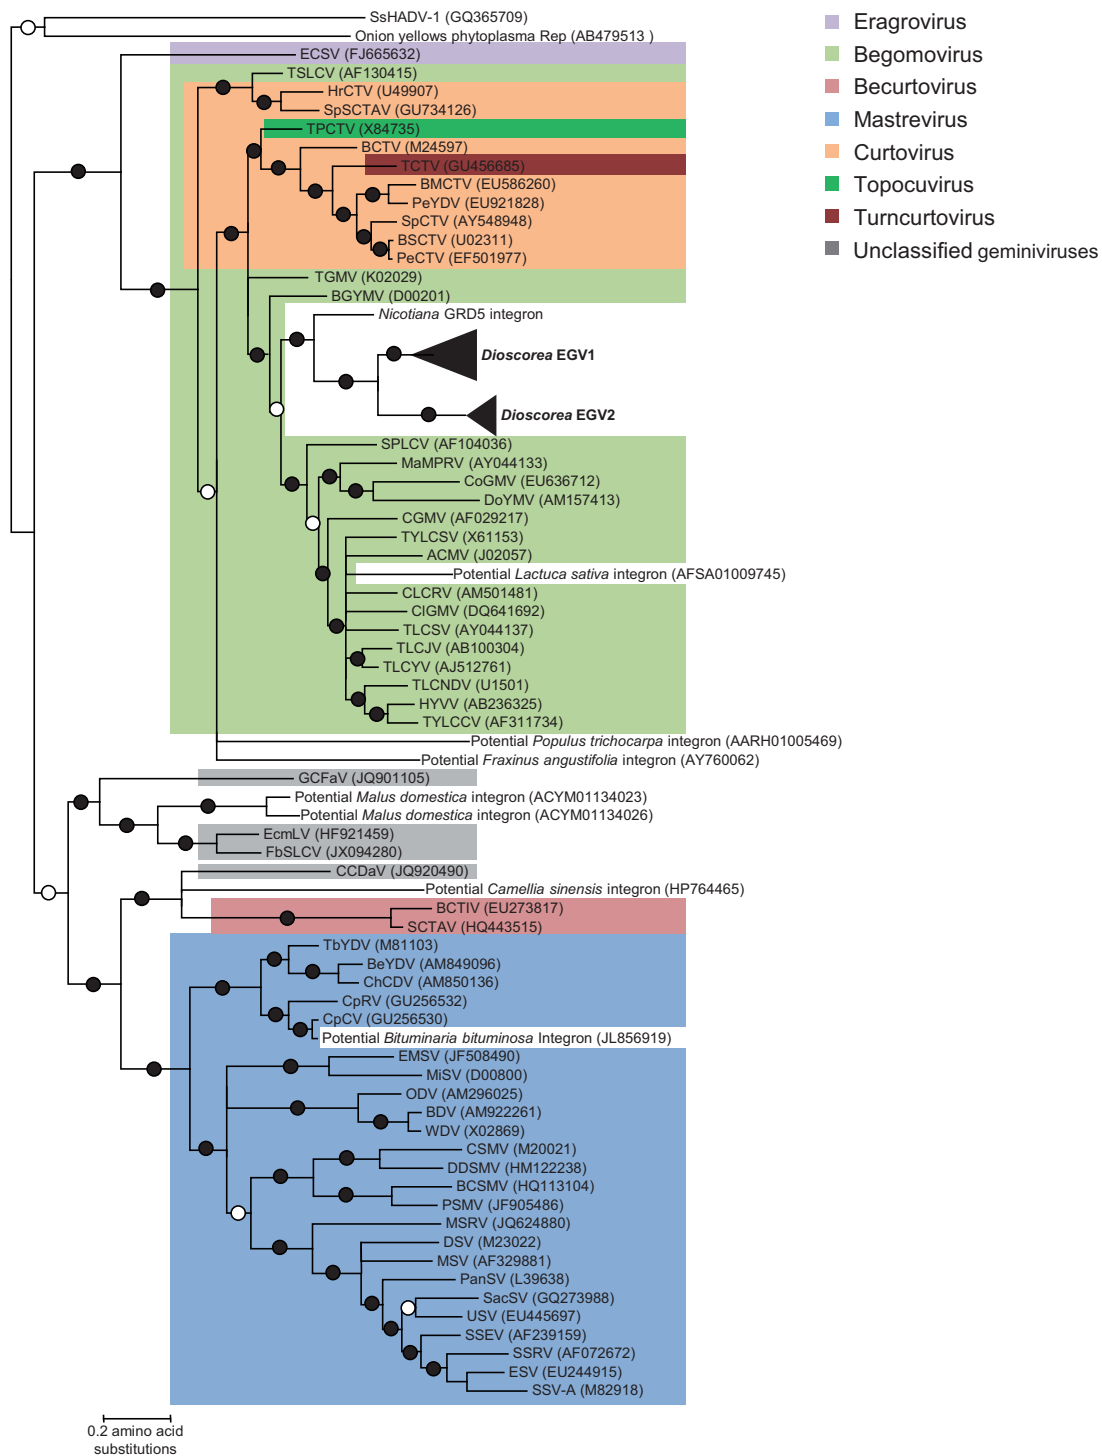 SsHADV-1 (GQ365709)
Onion yellows phytoplasma Rep (AB479513 )
ECSV (FJ665632)
TSLCV (AF130415)
HrCTV (U49907)
SpSCTAV (GU734126)
TPCTV (X84735)
BCTV (M24597)
TCTV (GU456685)
BMCTV (EU586260)
PeYDV (EU921828)
SpCTV (AY548948)
BSCTV (U02311)
PeCTV (EF501977)
TGMV (K02029)
BGYMV (D00201)
Nicotiana GRD5 integron
Dioscorea EGV1
Dioscorea EGV2
SPLCV (AF104036)
MaMPRV (AY044133)
CoGMV (EU636712)
DoYMV (AM157413)
CGMV (AF029217)
TYLCSV (X61153)
ACMV (J02057)
Potential Lactuca sativa integron (AFSA01009745)
CLCRV (AM501481)
ClGMV (DQ641692)
TLCSV (AY044137)
TLCJV (AB100304)
TLCYV (AJ512761)
TLCNDV (U1501)
HYVV (AB236325)
TYLCCV (AF311734)
Potential Populus trichocarpa integron (AARH01005469)
Potential Fraxinus angustifolia integron (AY760062)
GCFaV (JQ901105)
Potential Malus domestica integron (ACYM01134023)
Potential Malus domestica integron (ACYM01134026)
EcmLV (HF921459)
FbSLCV (JX094280)
CCDaV (JQ920490)
Potential Camellia sinensis integron (HP764465)
BCTIV (EU273817)
SCTAV (HQ443515)
TbYDV (M81103)
BeYDV (AM849096)
ChCDV (AM850136)
CpRV (GU256532)
CpCV (GU256530)
Potential Bituminaria bituminosa Integron (JL856919)
EMSV (JF508490)
MiSV (D00800)
ODV (AM296025)
BDV (AM922261)
WDV (X02869)
CSMV (M20021)
DDSMV (HM122238)
BCSMV (HQ113104)
PSMV (JF905486)
MSRV (JQ624880)
DSV (M23022)
MSV (AF329881)
PanSV (L39638)
SacSV (GQ273988)
USV (EU445697)
SSEV (AF239159)
SSRV (AF072672)
ESV (EU244915)
SSV-A (M82918)
0.2 amino acid
substitutions
Eragrovirus
Begomovirus
Becurtovirus
Mastrevirus
Curtovirus
Topocuvirus
Turncurtovirus
Unclassified geminiviruses